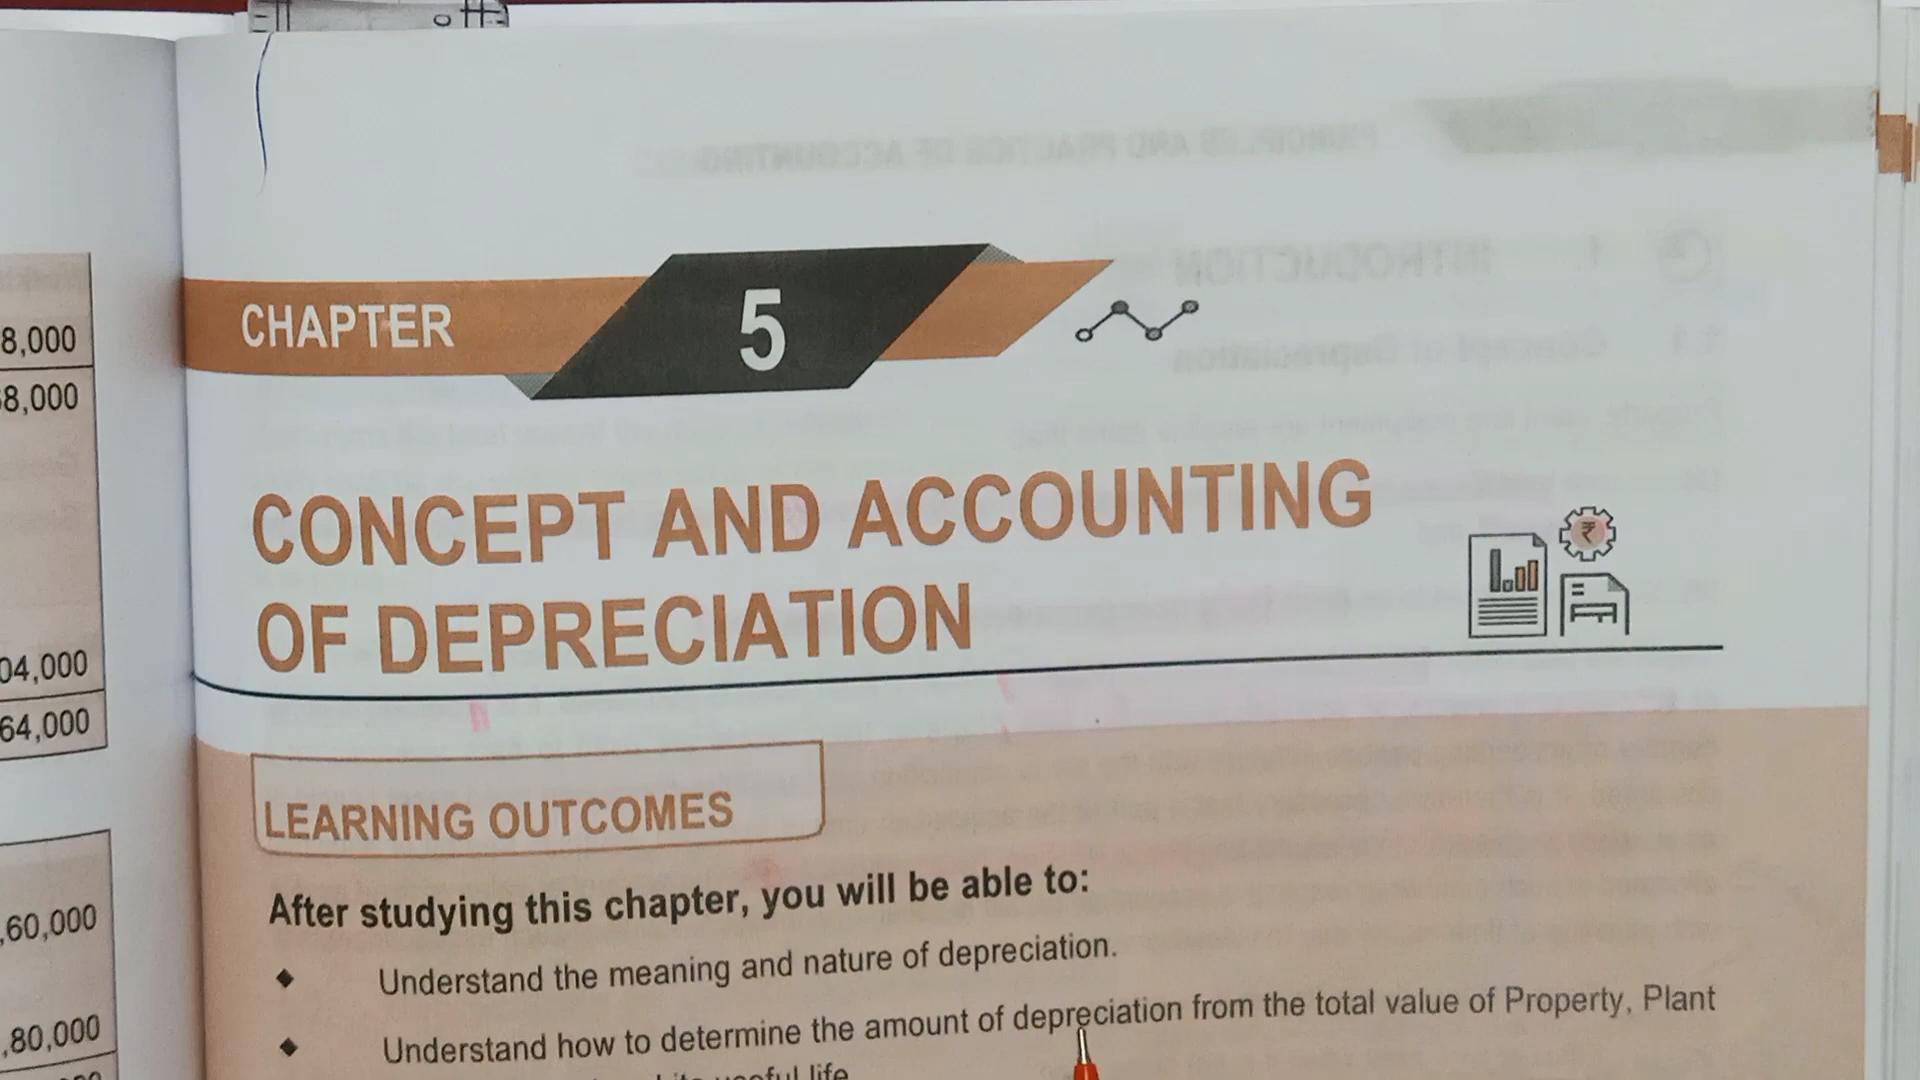 8,000
8,000
04,000
64,000
,60,000
,80,000
CHAPTER 5
CONCEPT AND ACCOUNTING
OF DEPRECIATION
₹
LEARNING OUTCOMES
After studying this chapter, you will be able to:
◆ Understand the meaning and nature of depreciation.
◆ Understand how to determine the amount of depreciation from the total value of Property, Plant
useful life